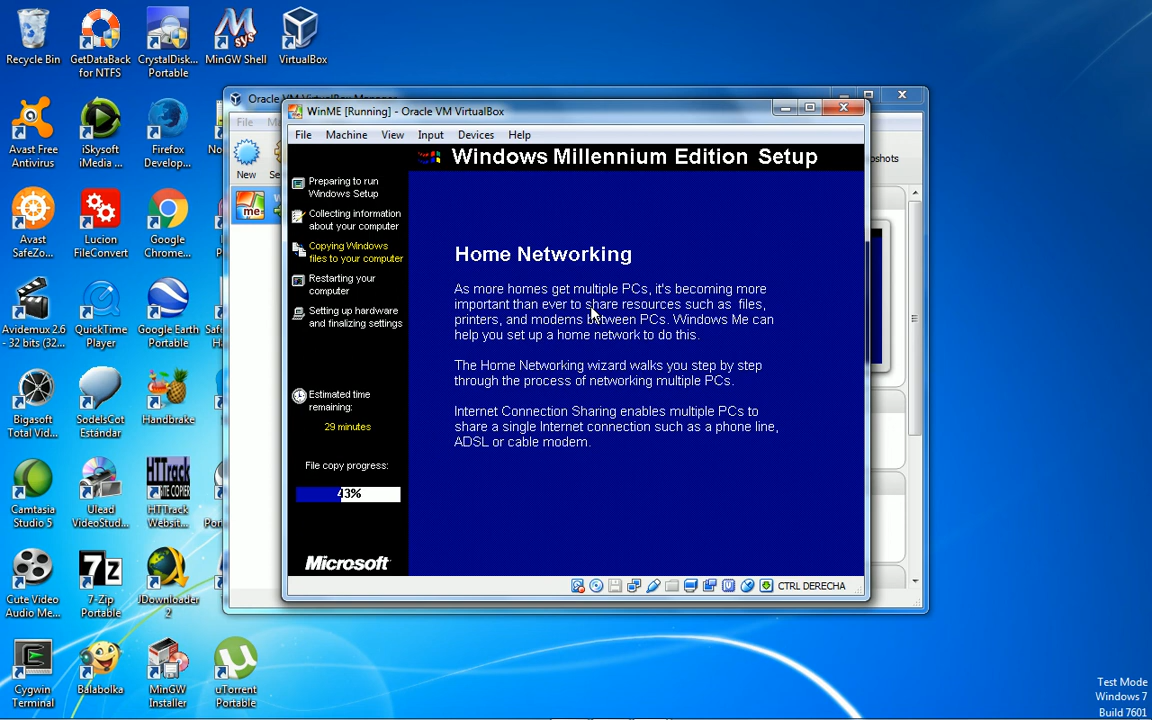 Recycle Bin
GetDataBack
for NTFS
CrystalDisk...
Portable
MinGW Shell
VirtualBox
Avast Free
Antivirus
iSkysoft
iMedia ...
Firefox
Develop...
Avast
SafeZo...
Lucion
FileConvert
Google
Chrome...
Avidemux 2.6
- 32 bits (32...
QuickTime
Player
Google Earth
Portable
Bigasoft
Total Vid...
SodelsCot
Estándar
Handbrake
Camtasia
Studio 5
Ulead
VideoStud...
HTTrack
Websit...
Cute Video
Audio Me...
7-Zip
Portable
JDownloader
2
Cygwin
Terminal
Balabolka
MinGW
Installer
uTorrent
Portable
Oracle VM VirtualBox Manager
File
New
WinME [Running] - Oracle VM VirtualBox
File Machine View Input Devices Help
Windows Millennium Edition Setup
Preparing to run
Windows Setup
Collecting information
about your computer
Copying Windows
files to your computer
Restarting your
computer
Setting up hardware
and finalizing settings
Estimated time
remaining:
29 minutes
File copy progress:
43%
Microsoft
Home Networking
As more homes get multiple PCs, it's becoming more
important than ever to share resources such as files,
printers, and modems between PCs. Windows Me can
help you set up a home network to do this.
The Home Networking wizard walks you step by step
through the process of networking multiple PCs.
Internet Connection Sharing enables multiple PCs to
share a single Internet connection such as a phone line,
ADSL or cable modem.
CTRL DERECHA
Test Mode
Windows 7
Build 7601